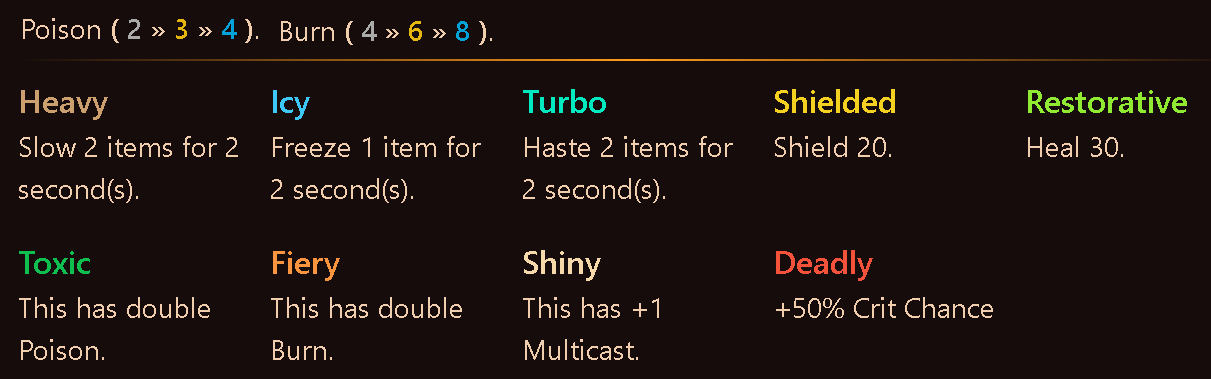 Poison ( 2 » 3 » 4 ). Burn ( 4 » 6 » 8 ).
Heavy
Slow 2 items for 2
second(s).
Icy
Freeze 1 item for
2 second(s).
Turbo
Haste 2 items for
2 second(s).
Shielded
Shield 20.
Restorative
Heal 30.
Toxic
This has double
Poison.
Fiery
This has double
Burn.
Shiny
This has +1
Multicast.
Deadly
+50% Crit Chance